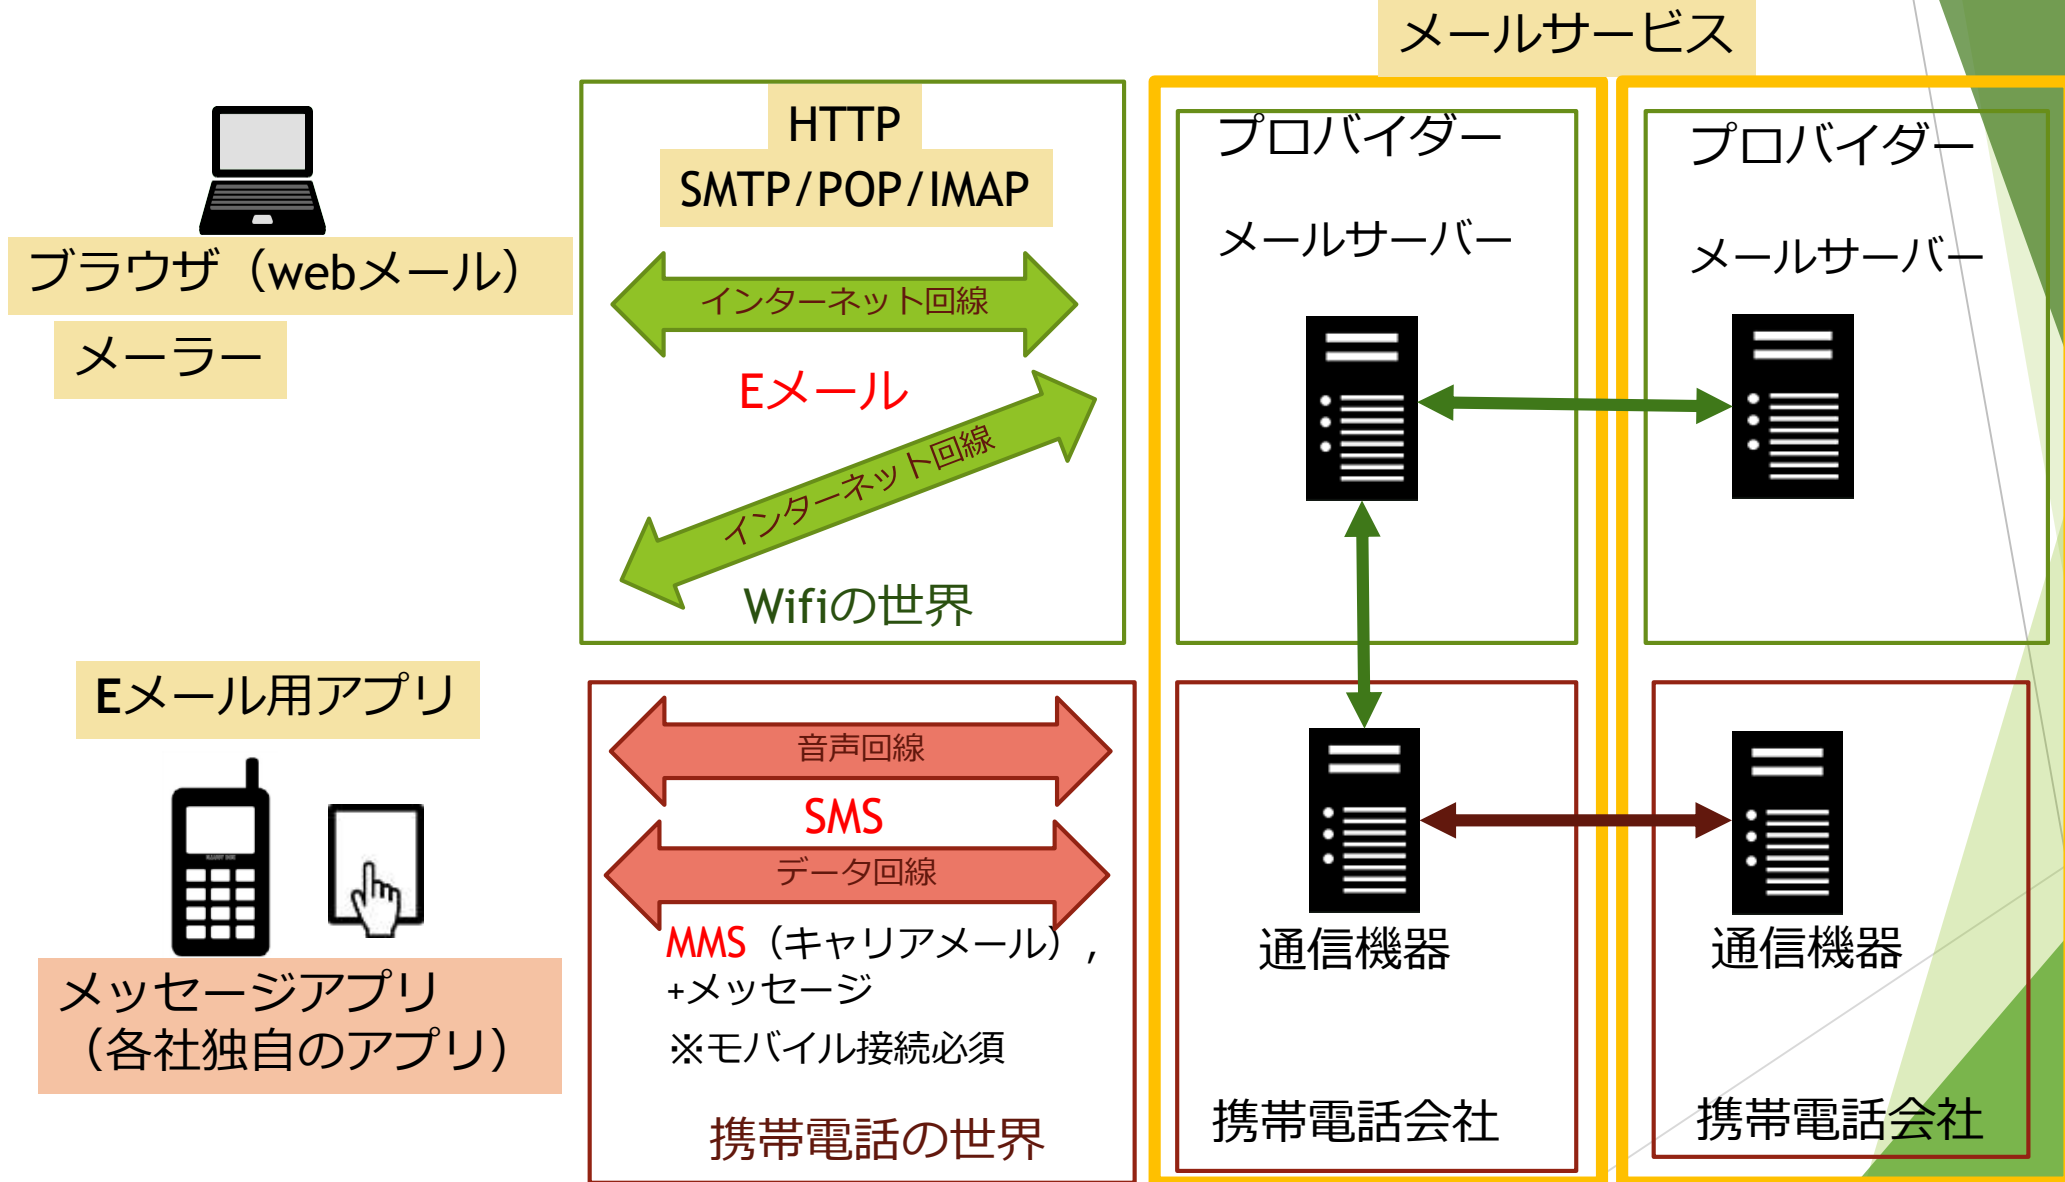 メールサービス
HTTP
SMTP/POP/IMAP
ブラウザ（webメール）
メーラー
インターネット回線
Eメール
インターネット回線
Wifiの世界
プロバイダー
メールサーバー
プロバイダー
メールサーバー
Eメール用アプリ
メッセージアプリ
（各社独自のアプリ）
音声回線
SMS
データ回線
MMS（キャリアメール）,
+メッセージ
※モバイル接続必須
携帯電話の世界
通信機器
携帯電話会社
通信機器
携帯電話会社